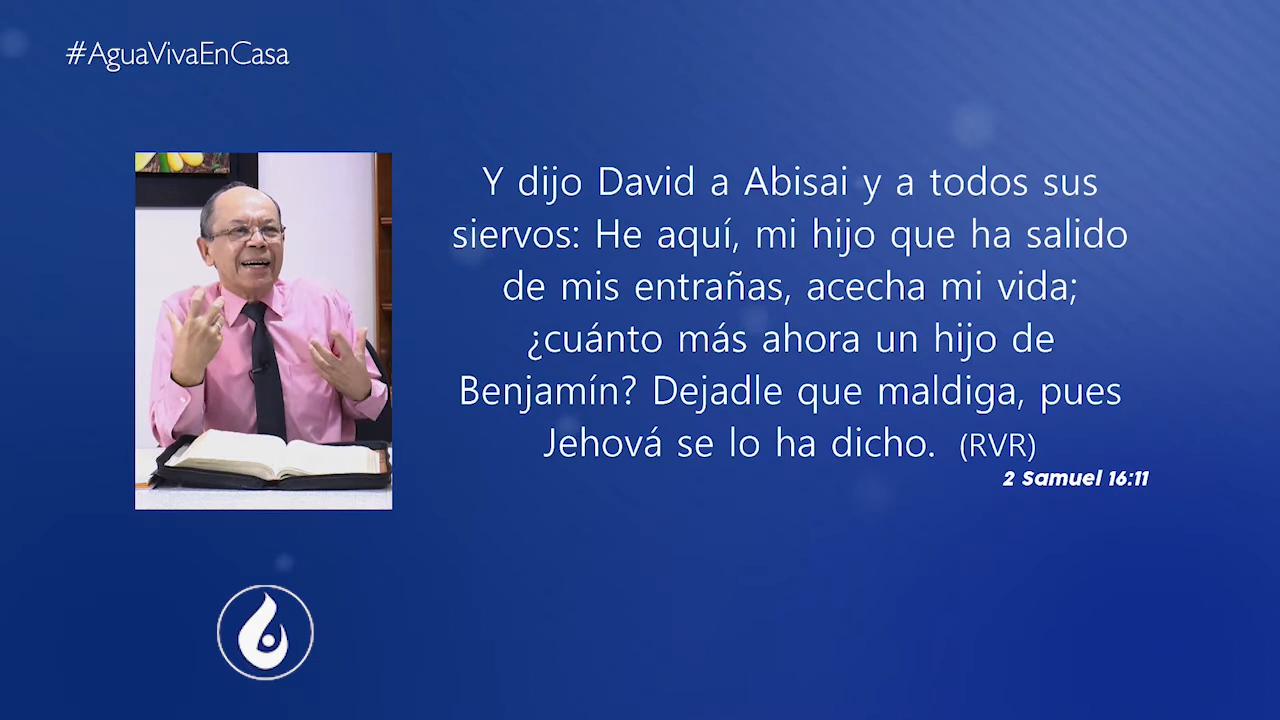 #AguaVivaEnCasa
Y dijo David a Abisai y a todos sus
siervos: He aquí, mi hijo que ha salido
de mis entrañas, acecha mi vida;
¿cuánto más ahora un hijo de
Benjamín? Dejadle que maldiga, pues
Jehová se lo ha dicho. (RVR)
2 Samuel 16:11